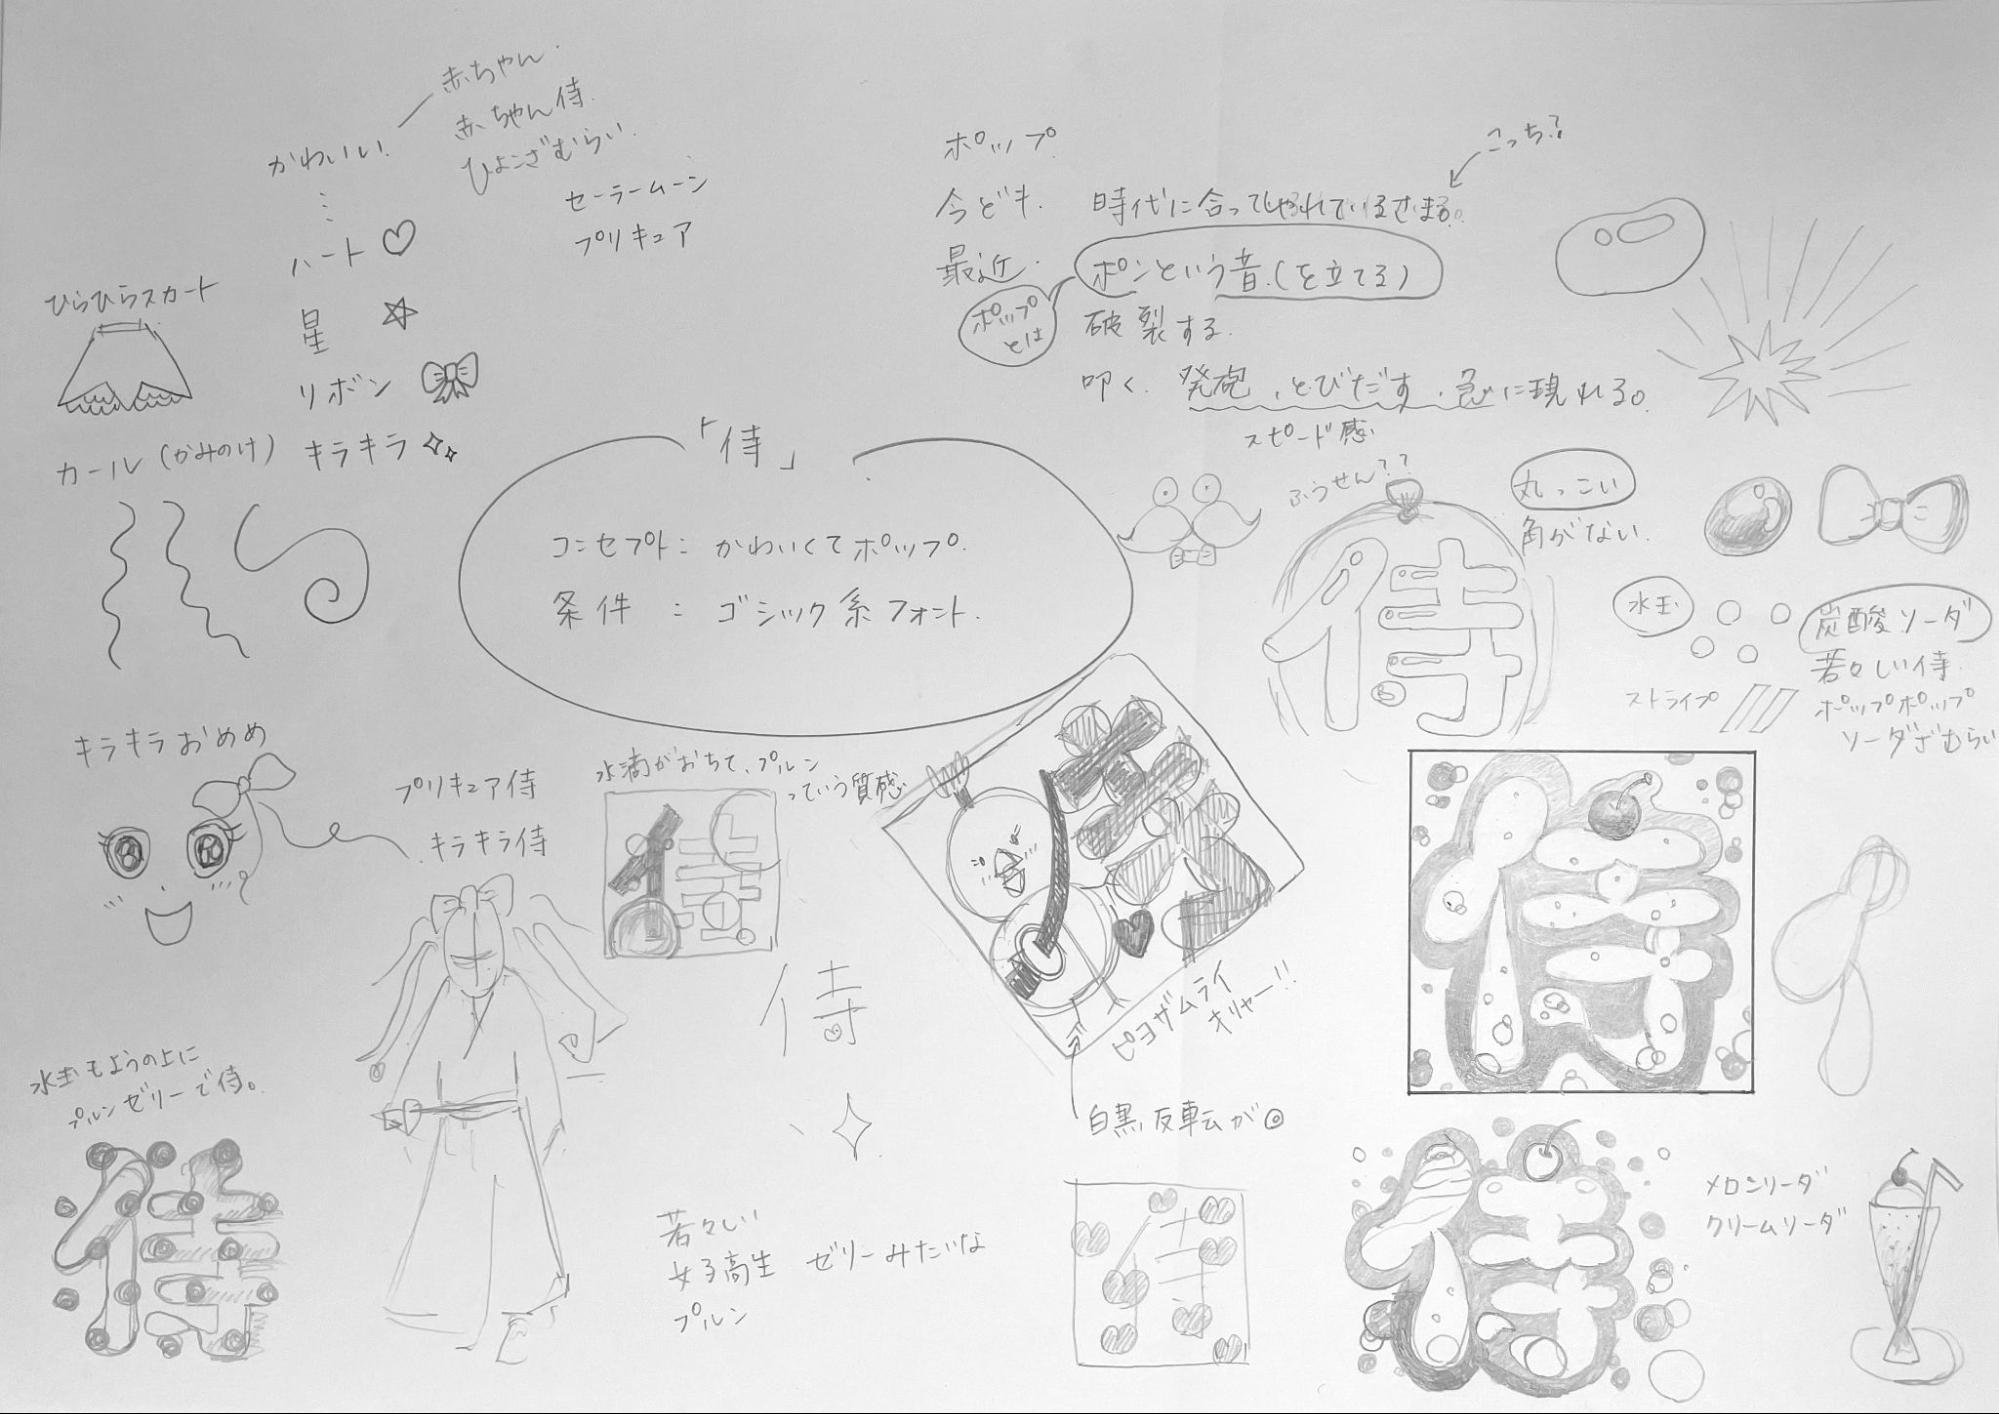 赤ちゃん
赤ちゃん侍
ひよこざむらい
かわいい
セーラームーン
プリキュア
ハート
星
リボン
キラキラ
ひらひらスカート
カール(かみのけ)
ポップ
今どき
最近
こっち?
時代に合ってしゃれているさまる。
ポップとは
ポンという音(を立てる)
破裂する
叩く、発砲、とびだす、急に現れる。
スピード感
「侍」
コンセプト:かわいくてポップ
条件:ゴシック系フォント
ふうせん??
侍
丸っこい
角がない
水玉
炭酸ソーダ
若々しい侍
ポップポップ
ソーダざむらい
ストライプ
キラキラおめめ
プリキュア侍
キラキラ侍
水滴がおちて、プルン
っていう質感
侍
侍
侍
侍
ピヨザムライ
オリャー!!
白黒反転が◎
水玉もようの上に
プルンゼリーで侍。
侍
若々しい
女子高生
プルン
ゼリーみたいな
侍
侍
メロンソーダ
クリームソーダ